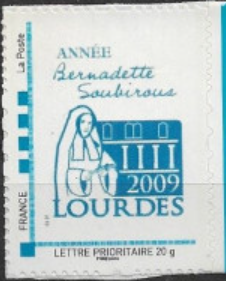 La Poste
FRANCE
ANNÉE
Bernadette
Soubirous
2009
LOURDES
LETTRE PRIORITAIRE 20 g